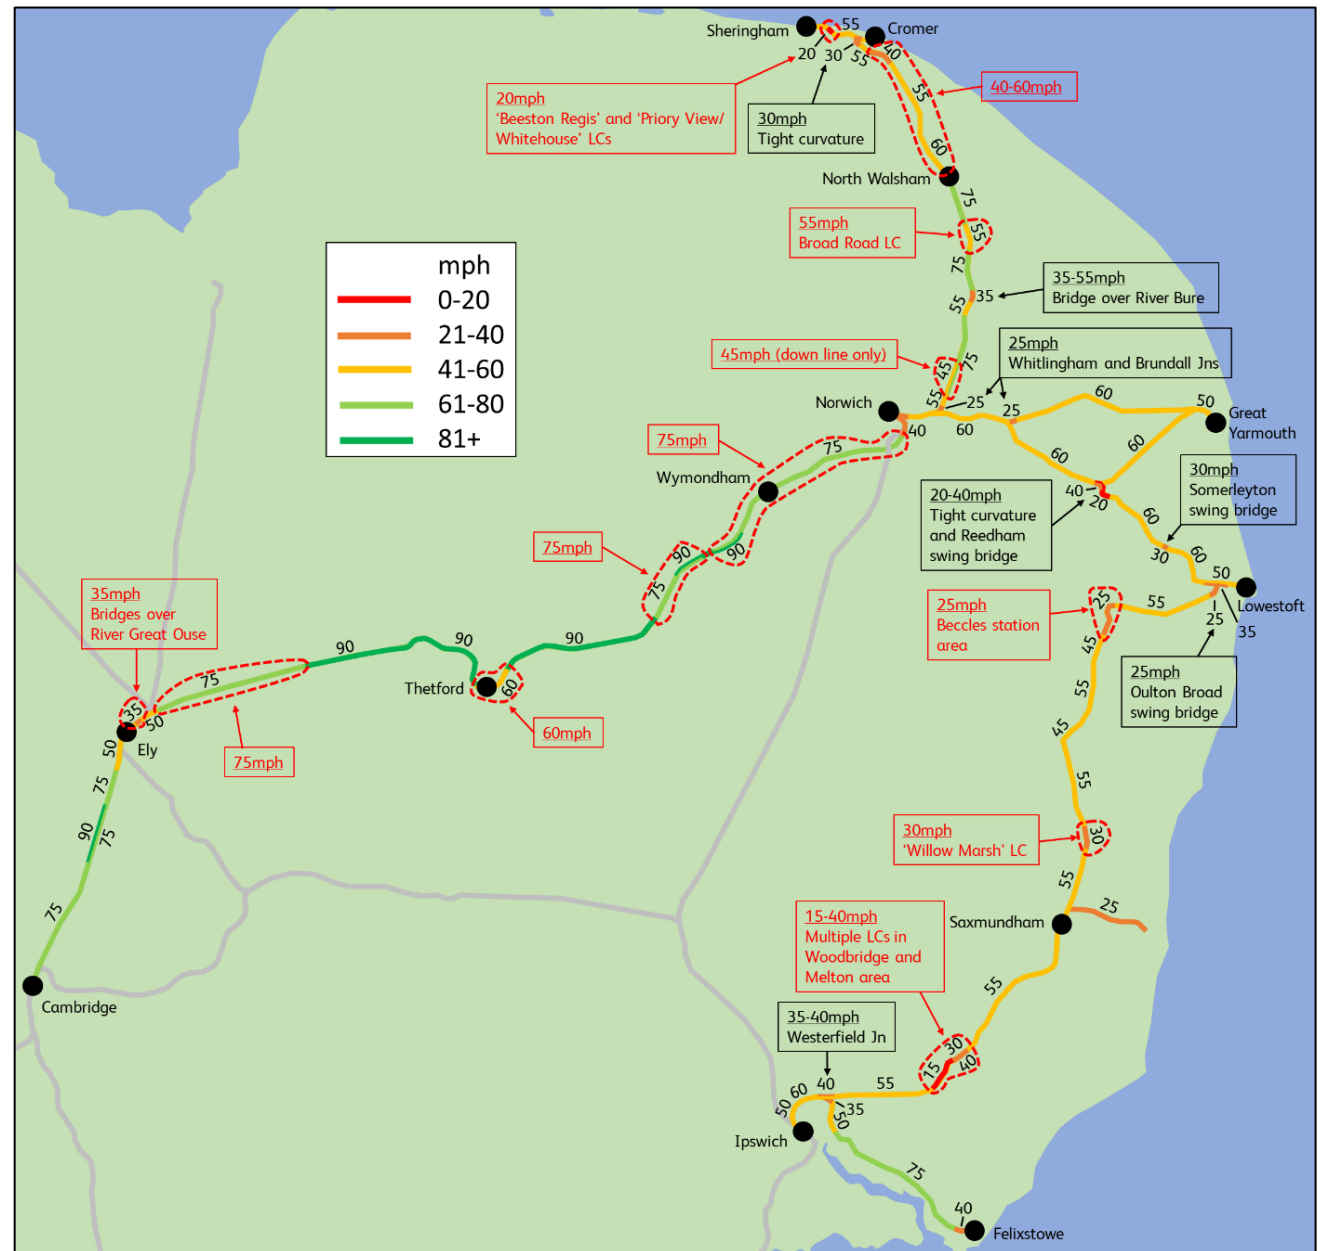 Sheringham
55
Cromer
20
30
55
40
20mph
'Beeston Regis' and 'Priory View/
Whitehouse' LCs
30mph
Tight curvature
55
40-60mph
60
North Walsham
75
55mph
Broad Road LC
55
75
35-55mph
Bridge over River Bure
35
55
mph
0-20
21-40
41-60
61-80
81+
45mph (down line only)
45
75
25mph
Whitlingham and Brundall Jns
55
25
Norwich
40
60
25
60
50
Great
Yarmouth
60
60
75mph
75
Wymondham
30mph
Somerleyton
swing bridge
20-40mph
Tight curvature
and Reedham
swing bridge
40
20
60
30
60
50
Lowestoft
35
75mph
90
90
75
25mph
Beccles station
area
25
55
25
45
25mph
Oulton Broad
swing bridge
35mph
Bridges over
River Great Ouse
90
90
90
75
Thetford
60
60mph
35
50
Ely
75mph
50
75
90
75
75
Cambridge
55
45
55
30mph
'Willow Marsh' LC
30
55
Saxmundham
25
15-40mph
Multiple LCs in
Woodbridge and
Melton area
55
35-40mph
Westerfield Jn
30
15
40
50
60
40
55
35
50
Ipswich
75
40
Felixstowe